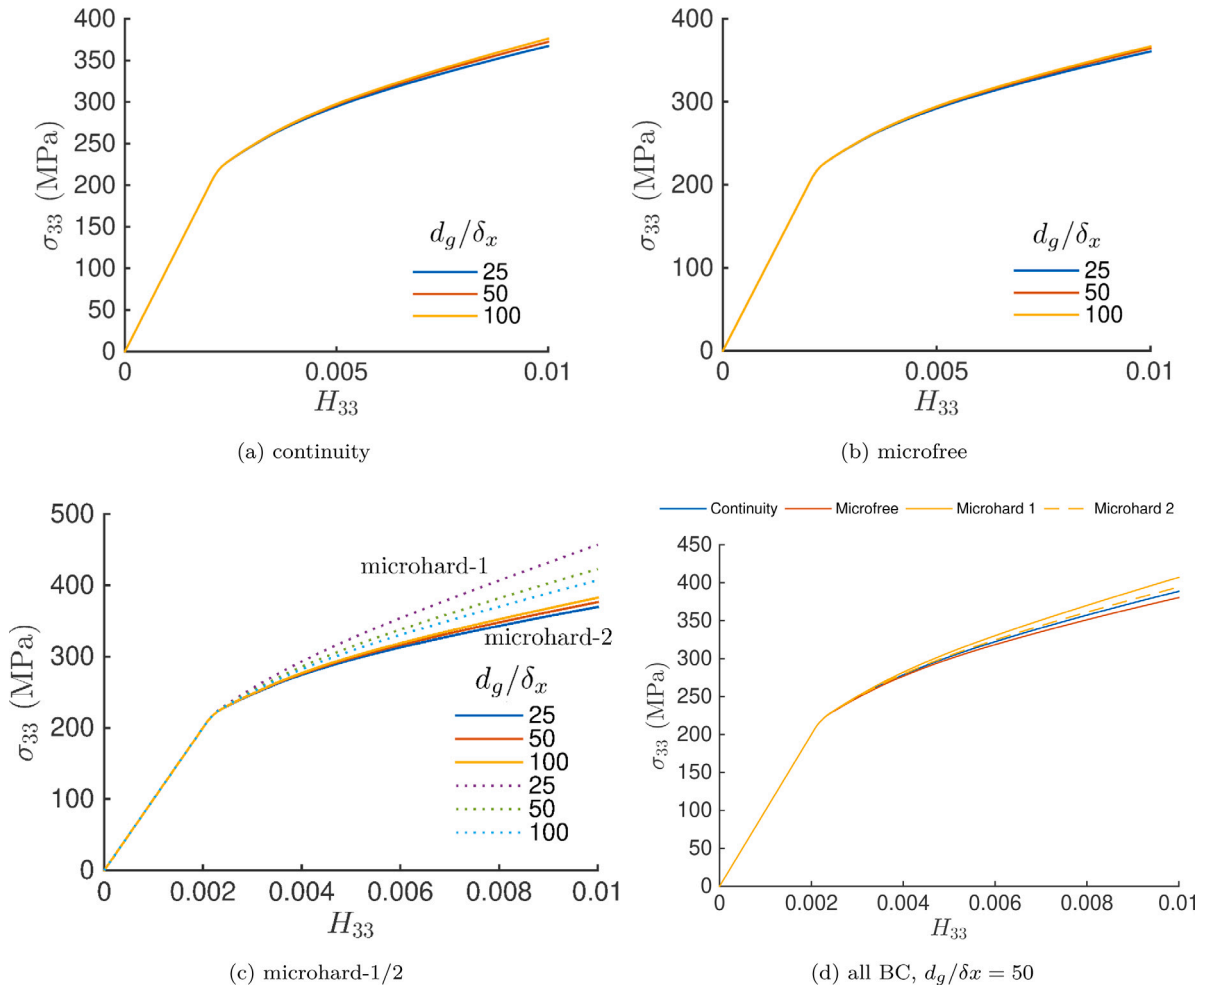 400
350
300
250
200
150
100
50
0
σ33 (MPa)
dg/δx
25
50
100
0 0.005 0.01
H33
(a) continuity
400
300
200
100
0
σ33 (MPa)
dg/δx
25
50
100
0 0.005 0.01
H33
(b) microfree
500
400
300
200
100
0
σ33 (MPa)
microhard-1
microhard-2
dg/δx
25
50
100
25
50
100
0 0.002 0.004 0.006 0.008 0.01
H33
(c) microhard-1/2
Continuity Microfree Microhard 1 Microhard 2
450
400
350
300
250
200
150
100
50
0
σ33 (MPa)
0 0.002 0.004 0.006 0.008 0.01
H33
(d) all BC, dg/δx = 50